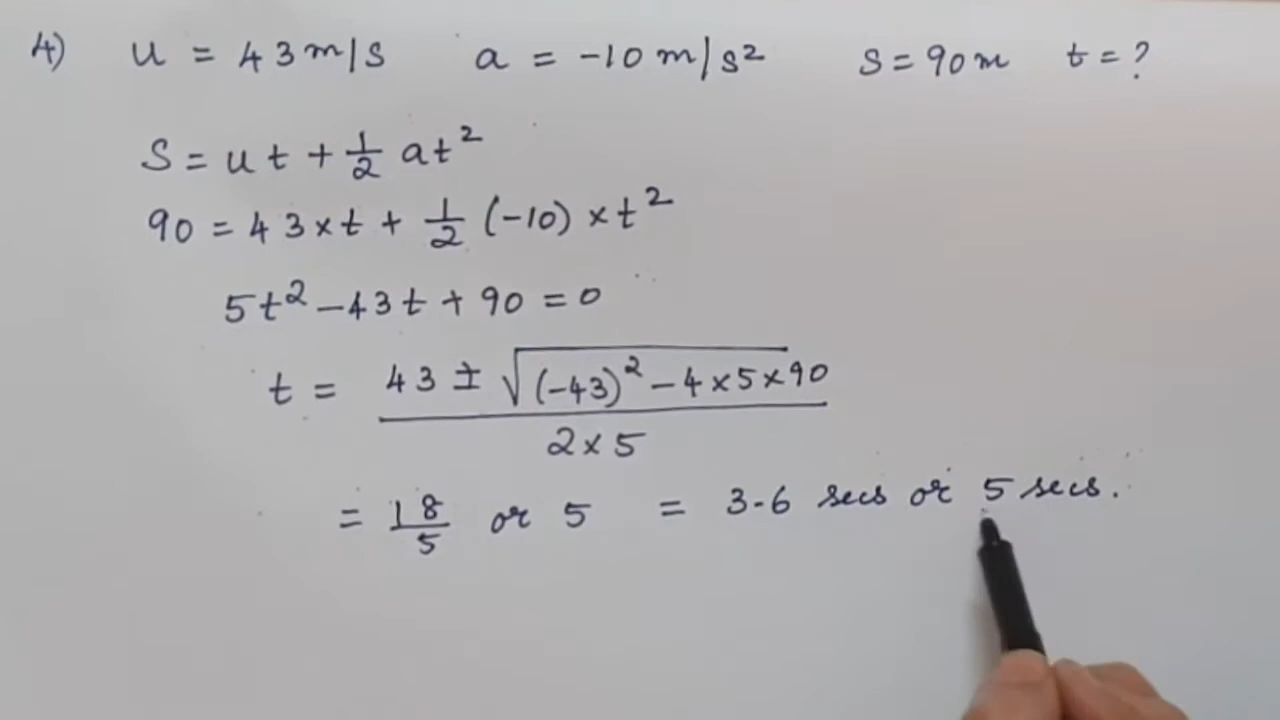 4) u = 43 m/s a = -10 m/s² S = 90m t = ?
S = ut + 1/2 at²
90 = 43 × t + 1/2 (-10) × t²
5t² - 43t + 90 = 0
t = 43 ± √(-43)² - 4 × 5 × 90 / 2 × 5
= 18/5 or 5 = 3.6 secs or 5 secs.